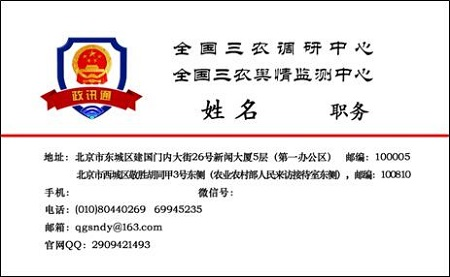 政讯通
全国三农调研中心
全国三农舆情监测中心
姓名 职务
地址：北京市东城区建国门内大街26号新闻大厦5层（第一办公区） 邮编：100005
北京市西城区敬胜胡同甲3号东侧（农业农村部人民来访接待室东侧），邮编：100810
手机： 微信号：
电话：(010)80440269 69945235
邮箱：qgsndy@163.com
官网QQ：2909421493